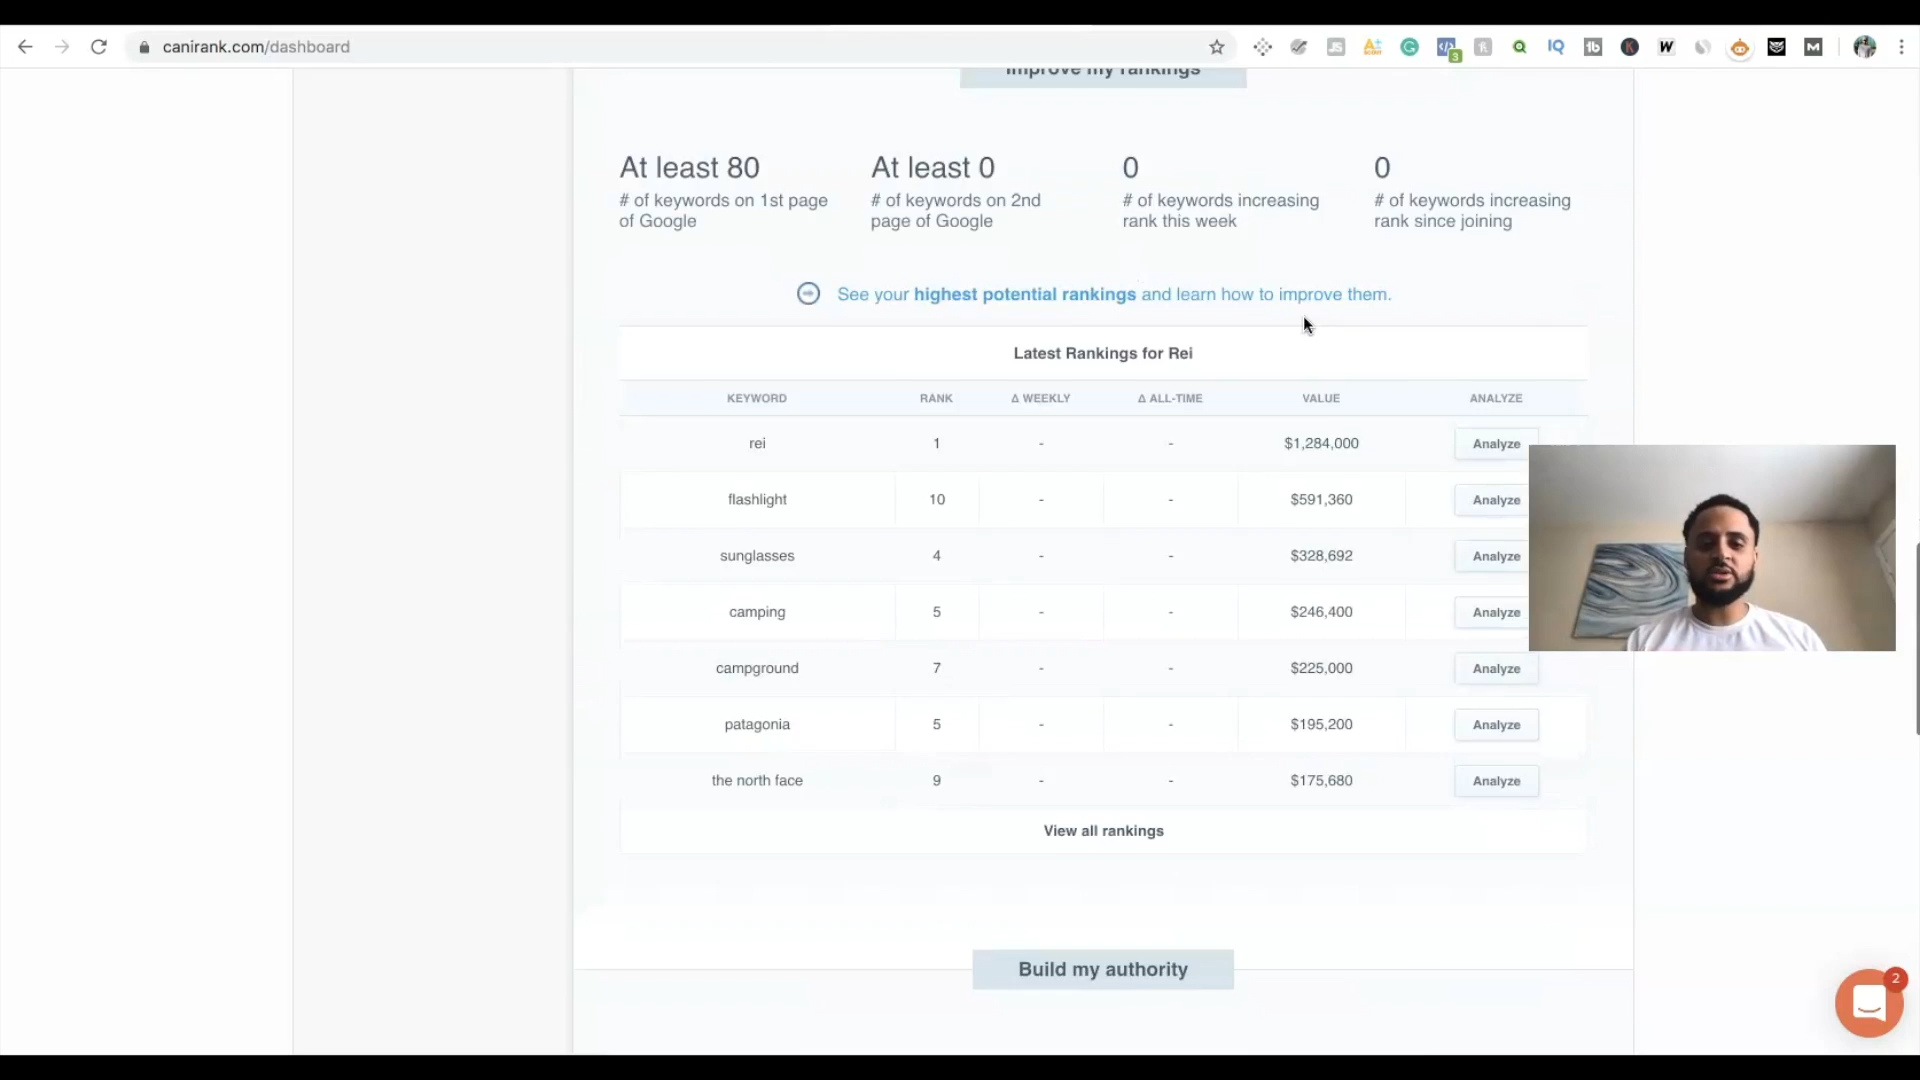 canirank.com/dashboard
Improve my rankings
At least 80
# of keywords on 1st page
of Google
At least 0
# of keywords on 2nd
page of Google
0
# of keywords increasing
rank this week
0
# of keywords increasing
rank since joining
See your highest potential rankings and learn how to improve them.
Latest Rankings for Rei
KEYWORD RANK Δ WEEKLY Δ ALL-TIME VALUE ANALYZE
rei 1 - - $1,284,000 Analyze
flashlight 10 - - $591,360 Analyze
sunglasses 4 - - $328,692 Analyze
camping 5 - - $246,400 Analyze
campground 7 - - $225,000 Analyze
patagonia 5 - - $195,200 Analyze
the north face 9 - - $175,680 Analyze
View all rankings
Build my authority
2